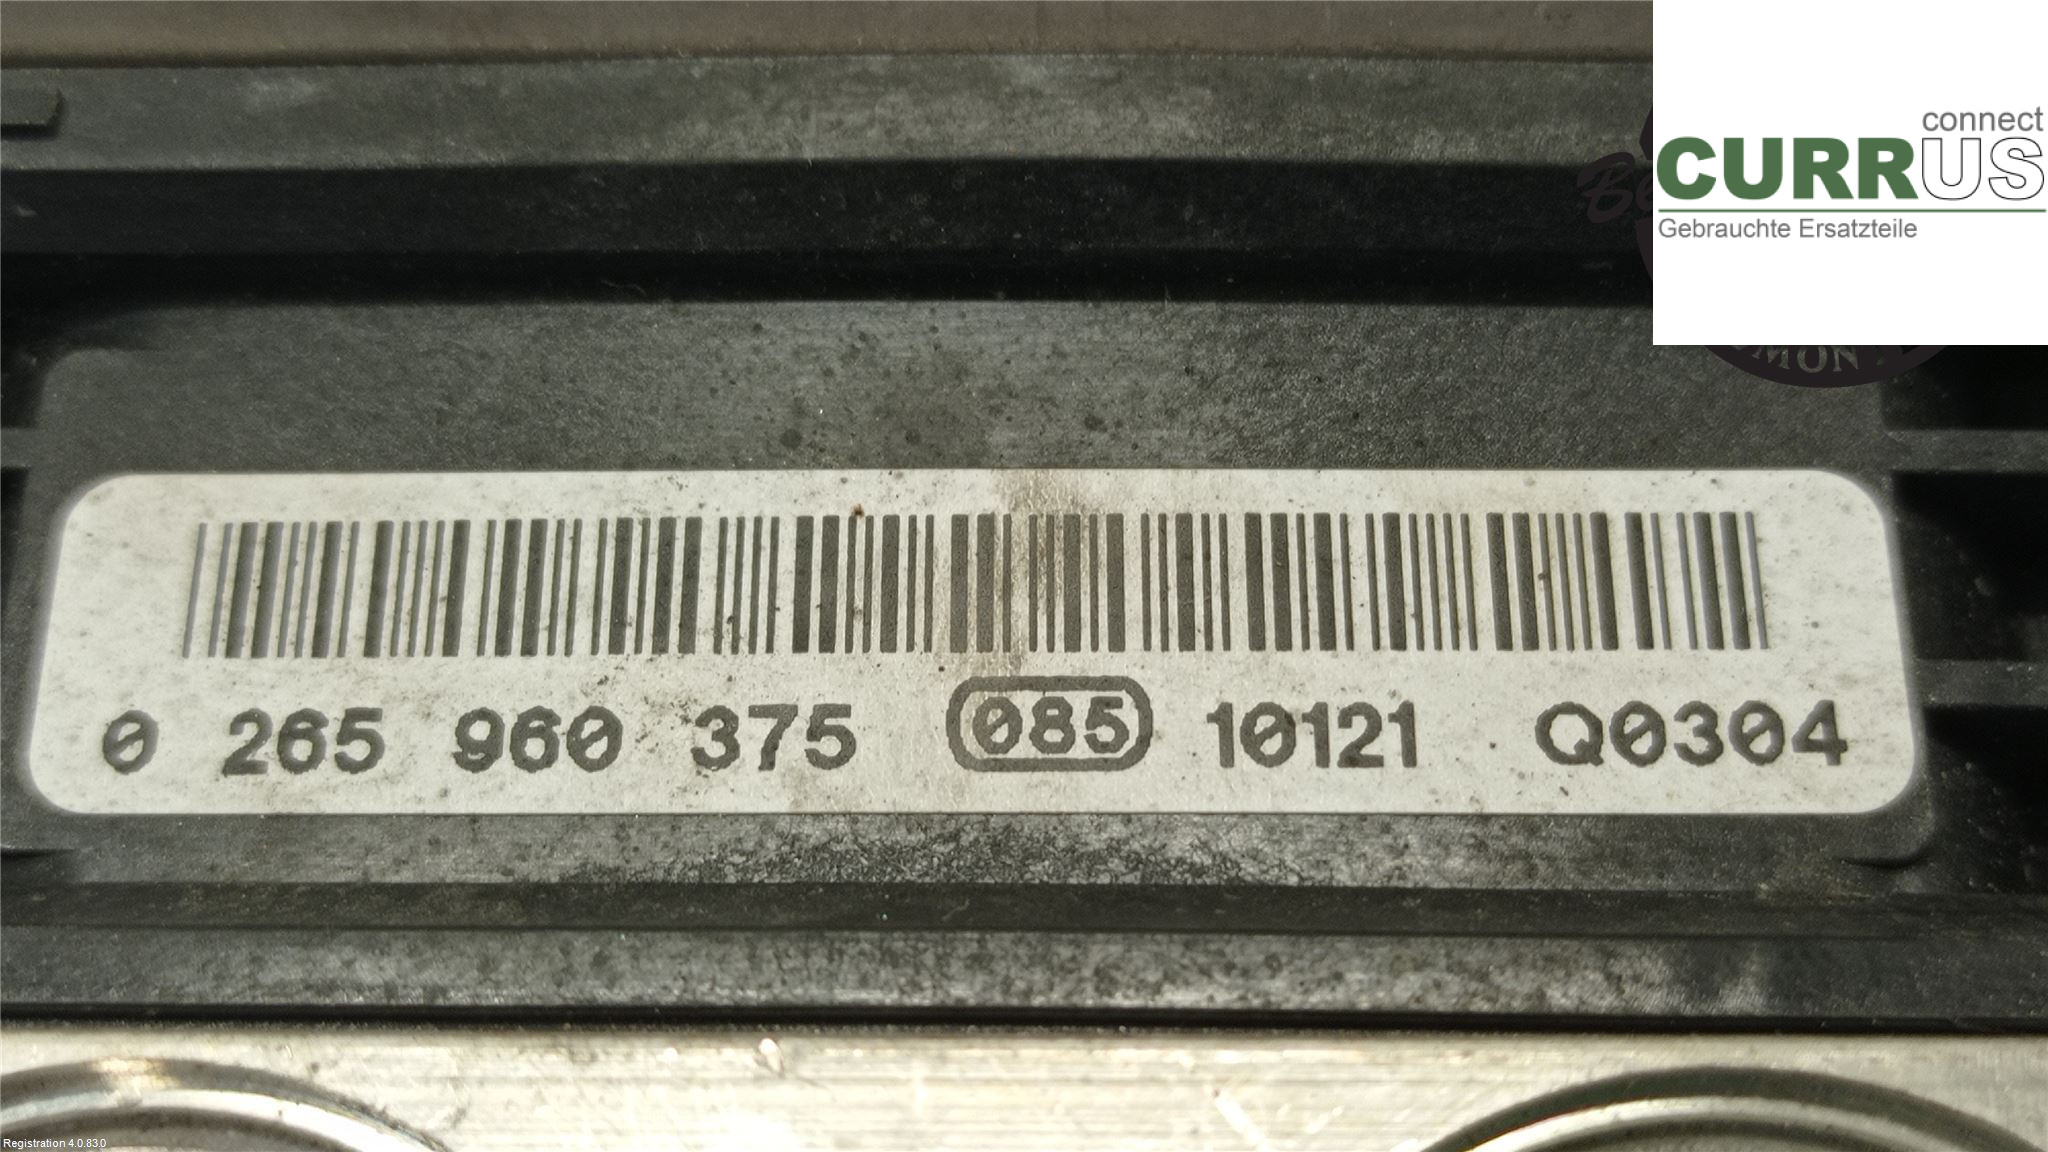 connect
CURRUS
Gebrauchte Ersatzteile
MON
0 265 960 375 085 10121 Q0304
Registration 4.0.83.0